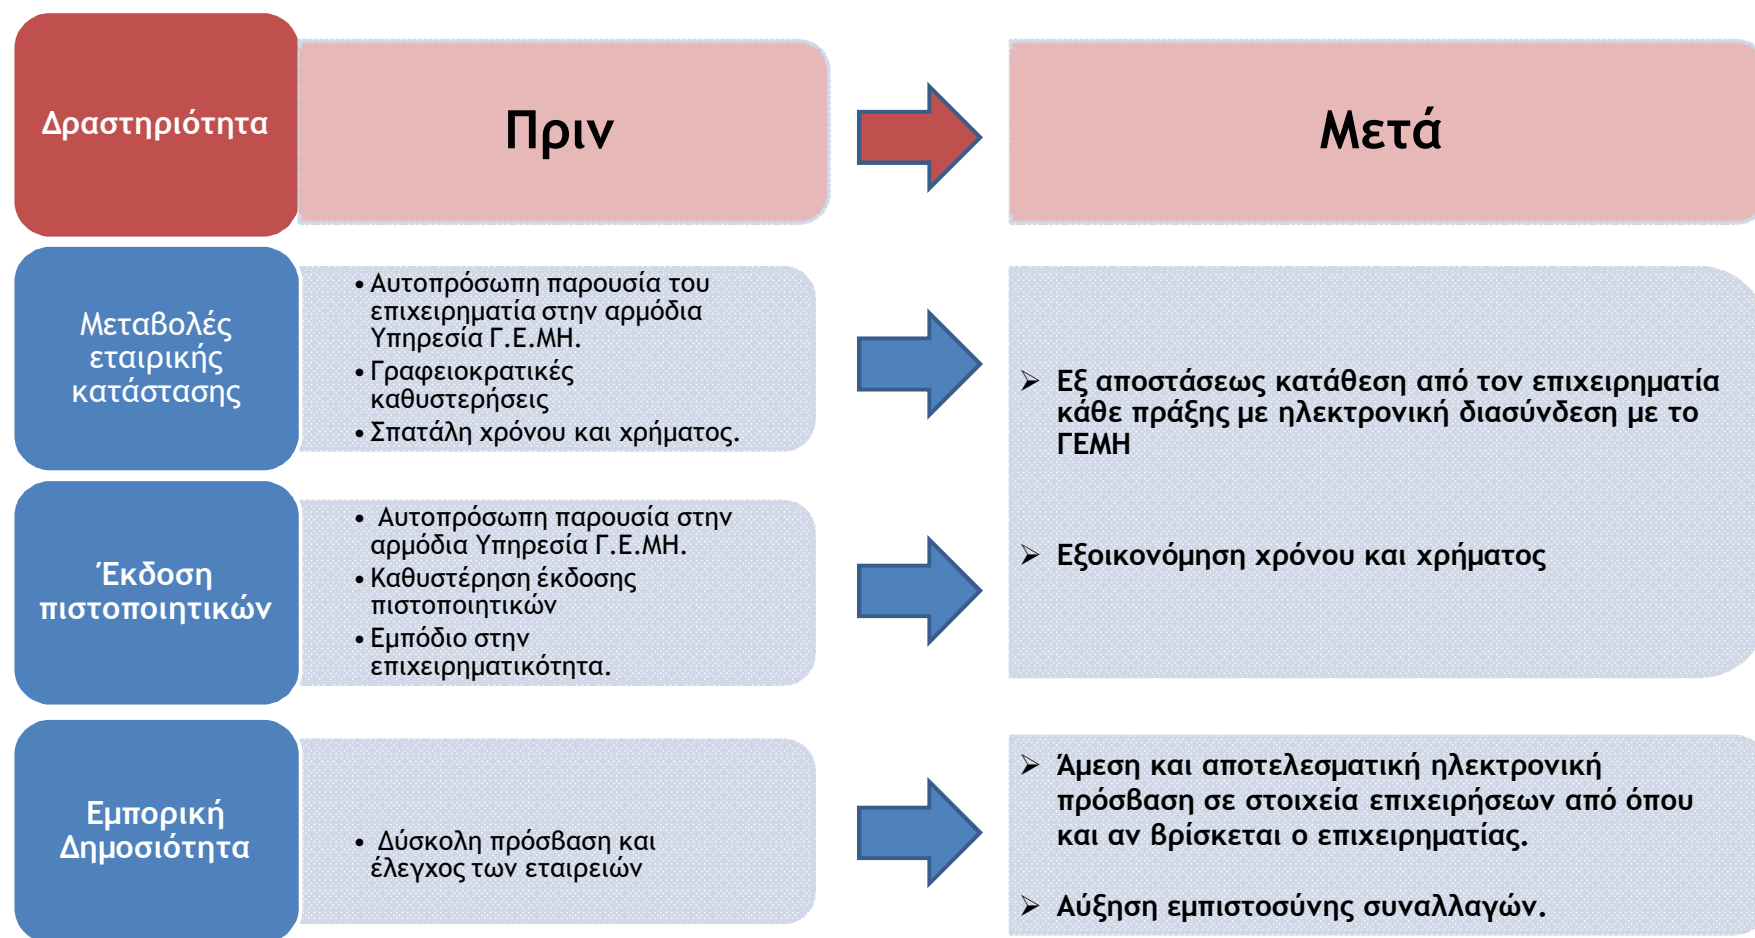 Δραστηριότητα
Πριν
Μετά
Μεταβολές
εταιρικής
κατάστασης
• Αυτοπρόσωπη παρουσία του
επιχειρηματία στην αρμόδια
Υπηρεσία Γ.Ε.ΜΗ.
• Γραφειοκρατικές
καθυστερήσεις
• Σπατάλη χρόνου και χρήματος.
➢ Εξ αποστάσεως κατάθεση από τον επιχειρηματία
κάθε πράξης με ηλεκτρονική διασύνδεση με το
ΓΕΜΗ
➢ Εξοικονόμηση χρόνου και χρήματος
Έκδοση
πιστοποιητικών
• Αυτοπρόσωπη παρουσία στην
αρμόδια Υπηρεσία Γ.Ε.ΜΗ.
• Καθυστέρηση έκδοσης
πιστοποιητικών
• Εμπόδιο στην
επιχειρηματικότητα.
Εμπορική
Δημοσιότητα
• Δύσκολη πρόσβαση και
έλεγχος των εταιρειών
➢ Άμεση και αποτελεσματική ηλεκτρονική
πρόσβαση σε στοιχεία επιχειρήσεων από όπου
και αν βρίσκεται ο επιχειρηματίας.
➢ Αύξηση εμπιστοσύνης συναλλαγών.